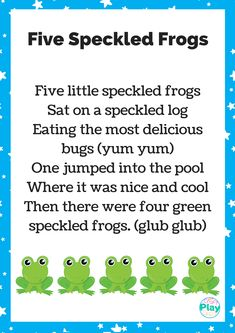 Five Speckled Frogs
Five little speckled frogs
Sat on a speckled log
Eating the most delicious
bugs (yum yum)
One jumped into the pool
Where it was nice and cool
Then there were four green
speckled frogs. (glub glub)
Play